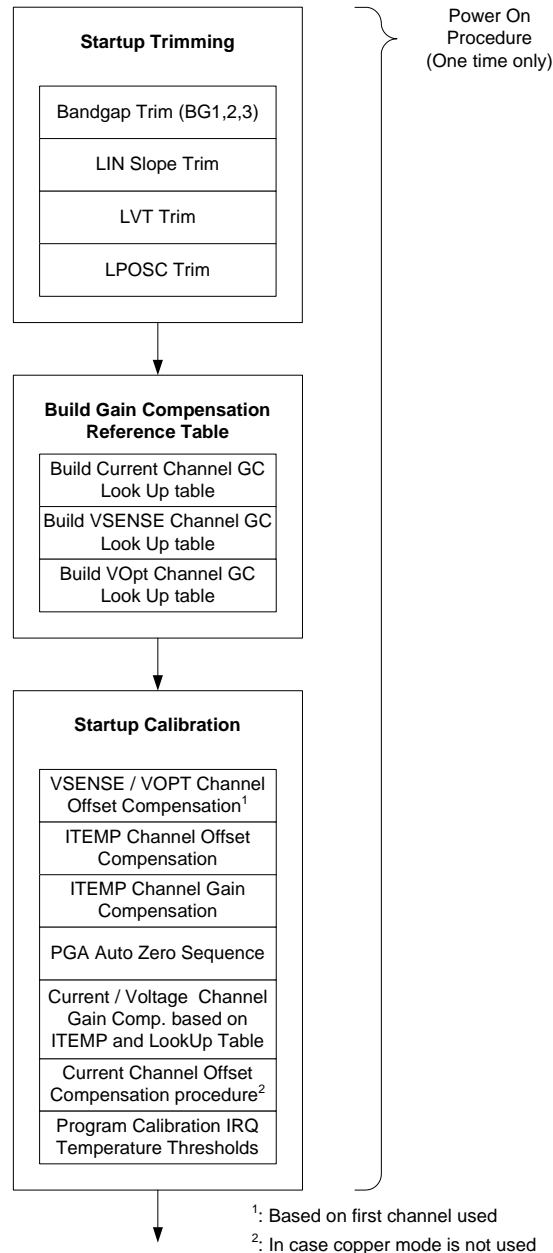 Power On
Procedure
(One time only)
Startup Trimming
Bandgap Trim (BG1,2,3)
LIN Slope Trim
LVT Trim
LPOSC Trim
Build Gain Compensation
Reference Table
Build Current Channel GC
Look Up table
Build VSENSE Channel GC
Look Up table
Build VOpt Channel GC
Look Up table
Startup Calibration
VSENSE / VOPT Channel
Offset Compensation¹
ITEMP Channel Offset
Compensation
ITEMP Channel Gain
Compensation
PGA Auto Zero Sequence
Current / Voltage Channel
Gain Comp. based on
ITEMP and LookUp Table
Current Channel Offset
Compensation procedure²
Program Calibration IRQ
Temperature Thresholds
¹: Based on first channel used
²: In case copper mode is not used